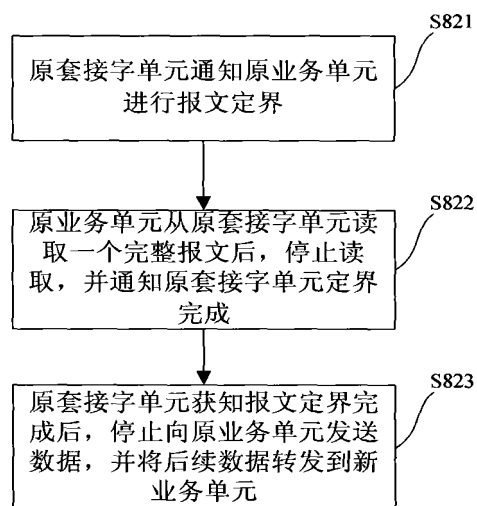 S821
原套接字单元通知原业务单元
进行报文定界
S822
原业务单元从原套接字单元读
取一个完整报文后，停止读
取，并通知原套接字单元定界
完成
S823
原套接字单元获知报文定界完
成后，停止向原业务单元发送
数据，并将后续数据转发到新
业务单元